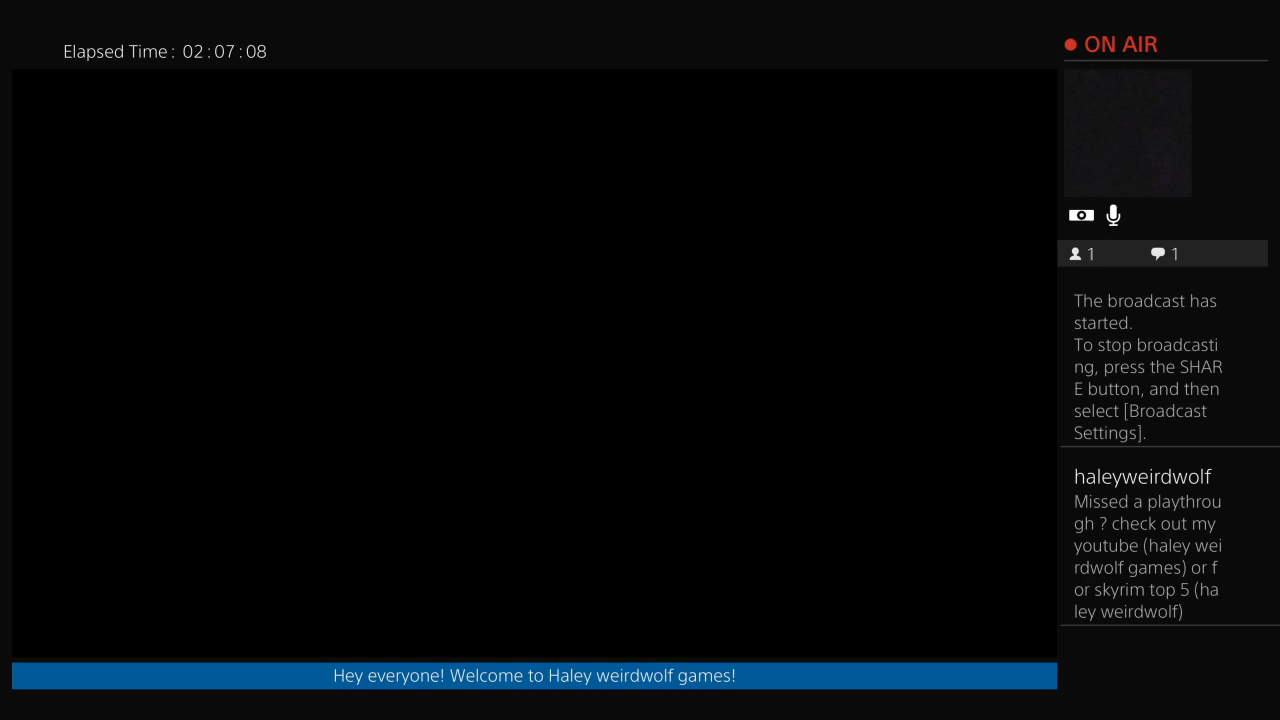 Elapsed Time: 02:07:08
ON AIR
1 1
The broadcast has
started.
To stop broadcasti
ng, press the SHAR
E button, and then
select [Broadcast
Settings].
haleyweirdwolf
Missed a playthrou
gh ? check out my
youtube (haley wei
rdwolf games) or f
or skyrim top 5 (ha
ley weirdwolf)
Hey everyone! Welcome to Haley weirdwolf games!